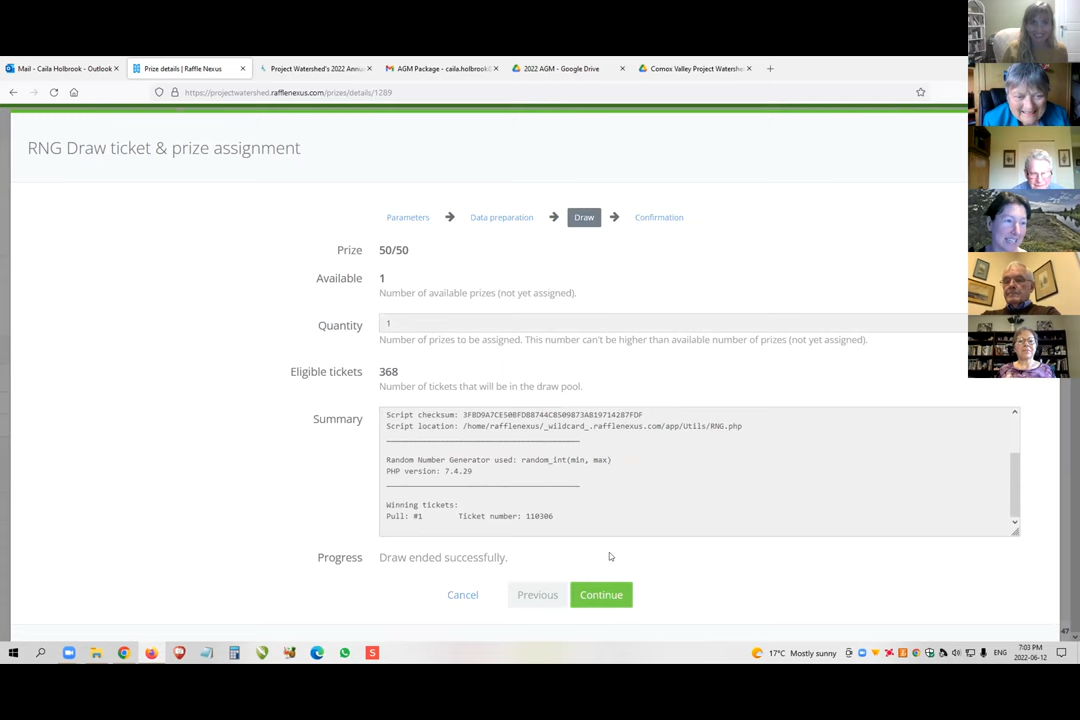 Mail - Caila Holbrook - Outlook
Prize details | Raffle Nexus
Project Watershed's 2022 Annu
AGM Package - caila.holbrook@
2022 AGM - Google Drive
Comox Valley Project Watershe
https://projectwatershed.rafflenexus.com/prizes/details/1289
RNG Draw ticket & prize assignment
Parameters
Data preparation
Draw
Confirmation
Prize 50/50
Available 1
Number of available prizes (not yet assigned).
Quantity 1
Number of prizes to be assigned. This number can't be higher than available number of prizes (not yet assigned).
Eligible tickets 368
Number of tickets that will be in the draw pool.
Summary
Script checksum: 3FBD9A7CE50BFDB8744C8509873AB19714287FDF
Script location: /home/rafflenexus/_wildcard_.rafflenexus.com/app/Utils/RNG.php
Random Number Generator used: random_int(min, max)
PHP version: 7.4.29
Winning tickets:
Pull: #1 Ticket number: 110306
Progress Draw ended successfully.
Cancel
Previous
Continue
47
17°C Mostly sunny
ENG
7:03 PM
2022-06-12